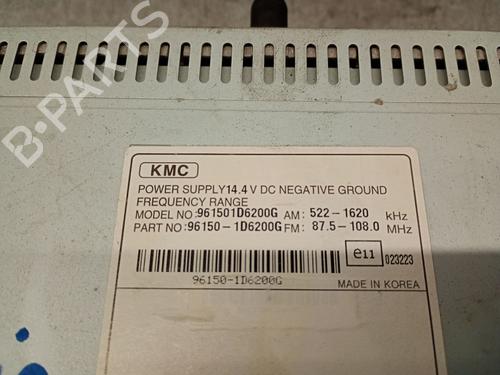 B-PARTS
KMC
POWER SUPPLY14.4V DC NEGATIVE GROUND
FREQUENCY RANGE
MODEL NO:961501D6200G AM: 522-1620 kHz
PART NO:96150-1D6200G FM: 87.5-108.0 MHz
e11 023223
96150-1D6200G
MADE IN KOREA